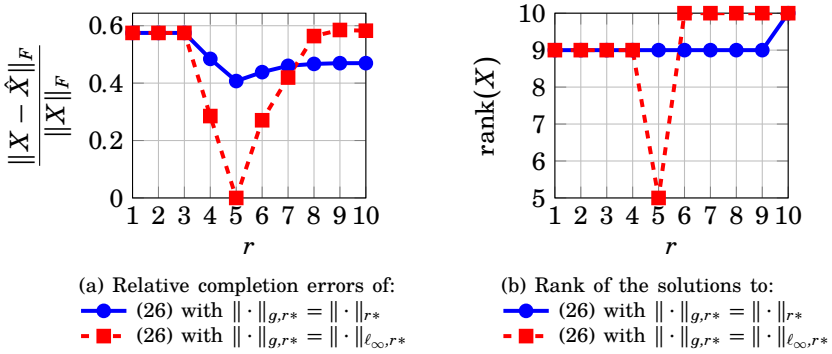 0.6
0.4
0.2
0
‖X − X̂‖_F
‖X‖_F
1 2 3 4 5 6 7 8 9 10
r
(a) Relative completion errors of:
(26) with ‖ · ‖_{g,r*} = ‖ · ‖_{r*}
(26) with ‖ · ‖_{g,r*} = ‖ · ‖_{ℓ∞,r*}
10
9
8
7
6
5
rank(X)
1 2 3 4 5 6 7 8 9 10
r
(b) Rank of the solutions to:
(26) with ‖ · ‖_{g,r*} = ‖ · ‖_{r*}
(26) with ‖ · ‖_{g,r*} = ‖ · ‖_{ℓ∞,r*}